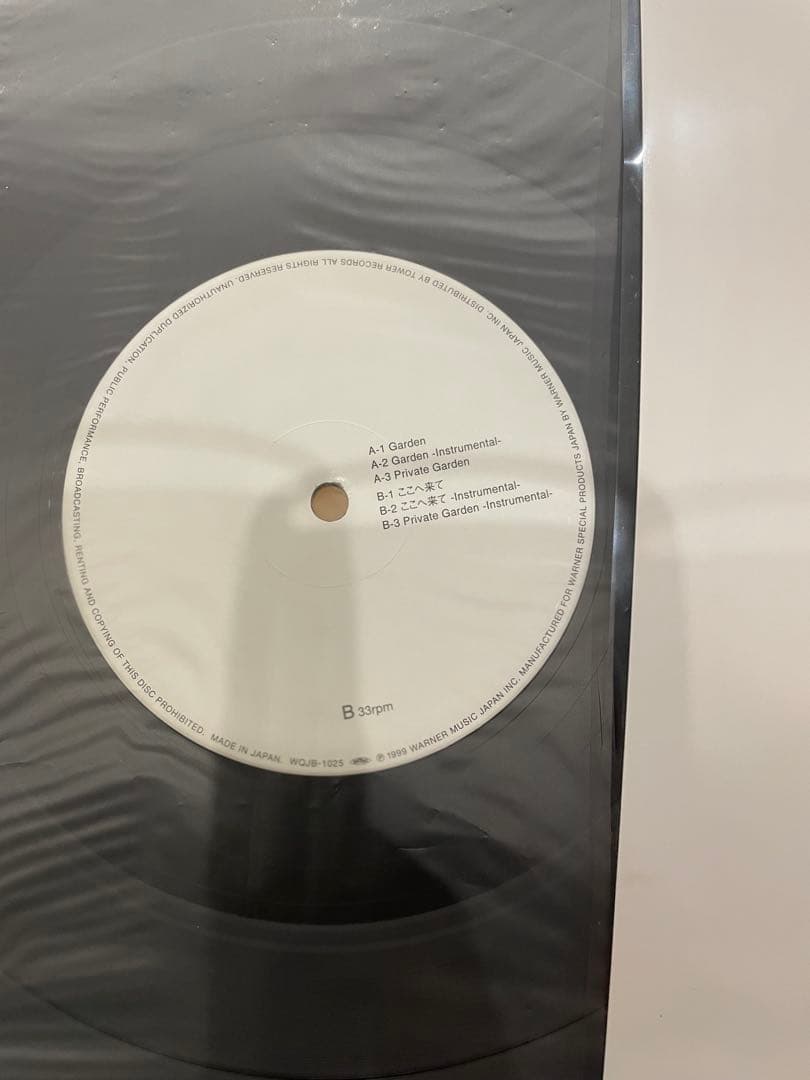 A-1 Garden
A-2 Garden -Instrumental-
A-3 Private Garden
B-1 ここへ来て
B-2 ここへ来て -Instrumental-
B-3 Private Garden -Instrumental-
B 33rpm
℗ 1999 WARNER MUSIC JAPAN INC. MANUFACTURED FOR WARNER SPECIAL PRODUCTS JAPAN BY WARNER MUSIC JAPAN INC. DISTRIBUTED BY TOWER RECORDS ALL RIGHTS RESERVED. UNAUTHORIZED DUPLICATION, PUBLIC PERFORMANCE, BROADCASTING, RENTING AND COPYING OF THIS DISC PROHIBITED. MADE IN JAPAN. WQJB-1025